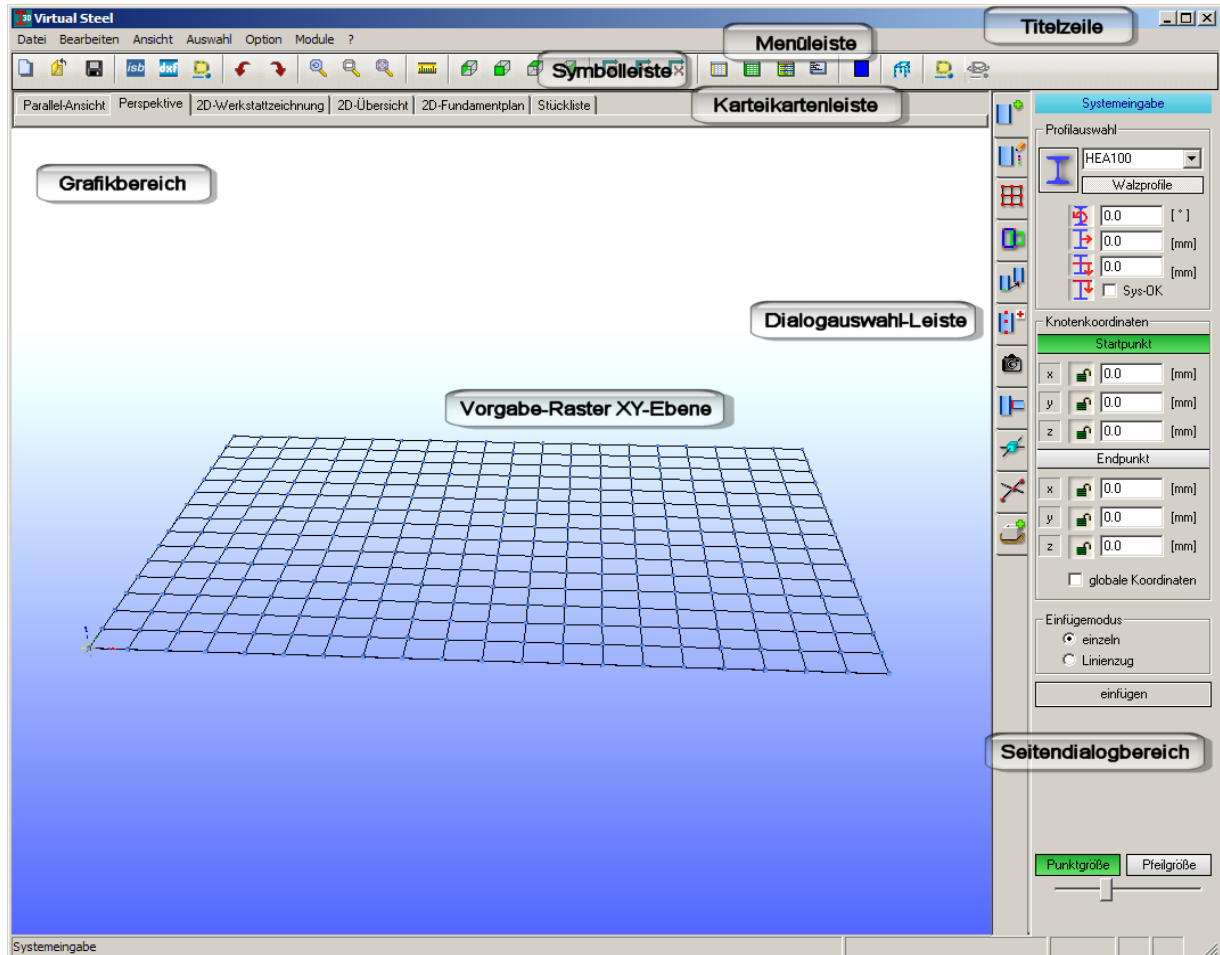 3D Virtual Steel
Titelzeile
Datei Bearbeiten Ansicht Auswahl Option Module ?
Menüleiste
isb dxf
Symbolleiste
Parallel-Ansicht Perspektive 2D-Werkstattzeichnung 2D-Übersicht 2D-Fundamentplan Stückliste
Karteikartenleiste
Grafikbereich
Dialogauswahl-Leiste
Vorgabe-Raster XY-Ebene
Systemeingabe
Profilauswahl
HEA100
Walzprofile
0.0 [°]
0.0 [mm]
0.0 [mm]
Sys-OK
Knotenkoordinaten
Startpunkt
x 0.0 [mm]
y 0.0 [mm]
z 0.0 [mm]
Endpunkt
x 0.0 [mm]
y 0.0 [mm]
z 0.0 [mm]
globale Koordinaten
Einfügemodus
einzeln
Linienzug
einfügen
Seitendialogbereich
Punktgröße Pfeilgröße
Systemeingabe